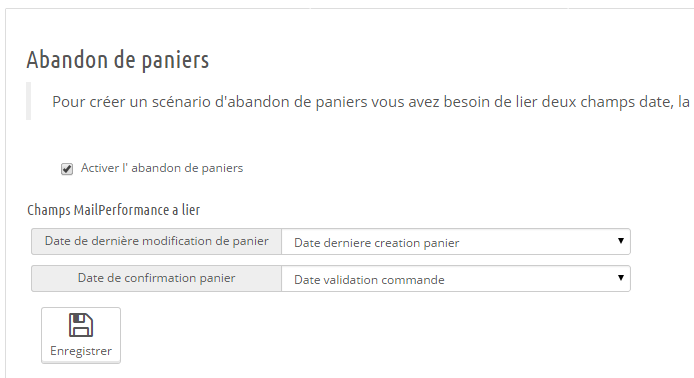 Abandon de paniers
Pour créer un scénario d'abandon de paniers vous avez besoin de lier deux champs date, la
Activer l' abandon de paniers
Champs MailPerformance a lier
Date de dernière modification de panier Date derniere creation panier
Date de confirmation panier Date validation commande
Enregistrer